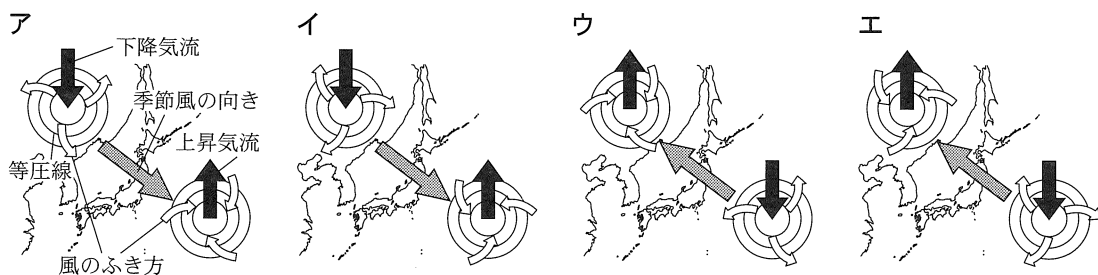 ア
イ
ウ
エ
下降気流
季節風の向き
上昇気流
等圧線
風のふき方